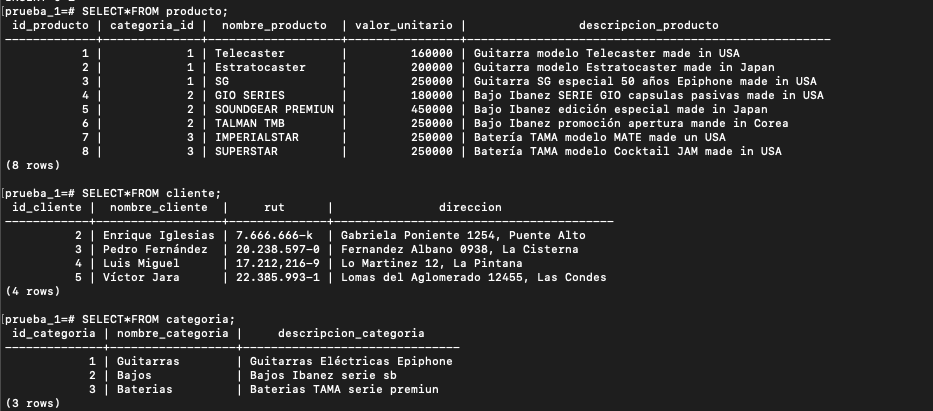 prueba_1=# SELECT*FROM producto;
 id_producto | categoria_id | nombre_producto | valor_unitario | descripcion_producto
-------------+--------------+-----------------+----------------+------------------------------------------------------
 1 | 1 | Telecaster | 160000 | Guitarra modelo Telecaster made in USA
 2 | 1 | Estratocaster | 200000 | Guitarra modelo Estratocaster made in Japan
 3 | 1 | SG | 250000 | Guitarra SG especial 50 años Epiphone made in USA
 4 | 2 | GIO SERIES | 180000 | Bajo Ibanez SERIE GIO capsulas pasivas made in USA
 5 | 2 | SOUNDGEAR PREMIUN | 450000 | Bajo Ibanez edición especial made in Japan
 6 | 2 | TALMAN TMB | 250000 | Bajo Ibanez promoción apertura mande in Corea
 7 | 3 | IMPERIALSTAR | 250000 | Batería TAMA modelo MATE made un USA
 8 | 3 | SUPERSTAR | 250000 | Batería TAMA modelo Cocktail JAM made in USA
(8 rows)
prueba_1=# SELECT*FROM cliente;
 id_cliente | nombre_cliente | rut | direccion
------------+------------------+--------------+------------------------------------------
 2 | Enrique Iglesias | 7.666.666-k | Gabriela Poniente 1254, Puente Alto
 3 | Pedro Fernández | 20.238.597-0 | Fernandez Albano 0938, La Cisterna
 4 | Luis Miguel | 17.212,216-9 | Lo Martinez 12, La Pintana
 5 | Víctor Jara | 22.385.993-1 | Lomas del Aglomerado 12455, Las Condes
(4 rows)
prueba_1=# SELECT*FROM categoria;
 id_categoria | nombre_categoria | descripcion_categoria
--------------+------------------+-------------------------------
 1 | Guitarras | Guitarras Eléctricas Epiphone
 2 | Bajos | Bajos Ibanez serie sb
 3 | Baterias | Baterias TAMA serie premiun
(3 rows)